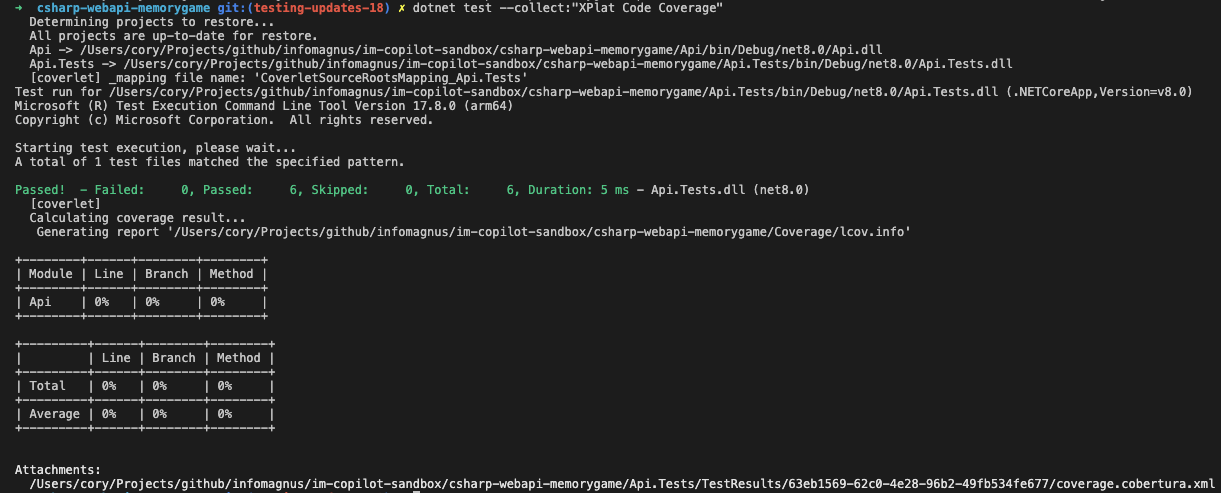 →  csharp-webapi-memorygame git:(testing-updates-18) ✗ dotnet test --collect:"XPlat Code Coverage"
  Determining projects to restore...
  All projects are up-to-date for restore.
  Api -> /Users/cory/Projects/github/infomagnus/im-copilot-sandbox/csharp-webapi-memorygame/Api/bin/Debug/net8.0/Api.dll
  Api.Tests -> /Users/cory/Projects/github/infomagnus/im-copilot-sandbox/csharp-webapi-memorygame/Api.Tests/bin/Debug/net8.0/Api.Tests.dll
  [coverlet] _mapping file name: 'CoverletSourceRootsMapping_Api.Tests'
Test run for /Users/cory/Projects/github/infomagnus/im-copilot-sandbox/csharp-webapi-memorygame/Api.Tests/bin/Debug/net8.0/Api.Tests.dll (.NETCoreApp,Version=v8.0)
Microsoft (R) Test Execution Command Line Tool Version 17.8.0 (arm64)
Copyright (c) Microsoft Corporation.  All rights reserved.

Starting test execution, please wait...
A total of 1 test files matched the specified pattern.

Passed!  - Failed:     0, Passed:     6, Skipped:     0, Total:     6, Duration: 5 ms - Api.Tests.dll (net8.0)
  [coverlet]
  Calculating coverage result...
   Generating report '/Users/cory/Projects/github/infomagnus/im-copilot-sandbox/csharp-webapi-memorygame/Coverage/lcov.info'

+--------+------+--------+--------+
| Module | Line | Branch | Method |
+--------+------+--------+--------+
| Api    | 0%   | 0%     | 0%     |
+--------+------+--------+--------+

+---------+------+--------+--------+
|         | Line | Branch | Method |
+---------+------+--------+--------+
| Total   | 0%   | 0%     | 0%     |
+---------+------+--------+--------+
| Average | 0%   | 0%     | 0%     |
+---------+------+--------+--------+

Attachments:
  /Users/cory/Projects/github/infomagnus/im-copilot-sandbox/csharp-webapi-memorygame/Api.Tests/TestResults/63eb1569-62c0-4e28-96b2-49fb534fe677/coverage.cobertura.xml